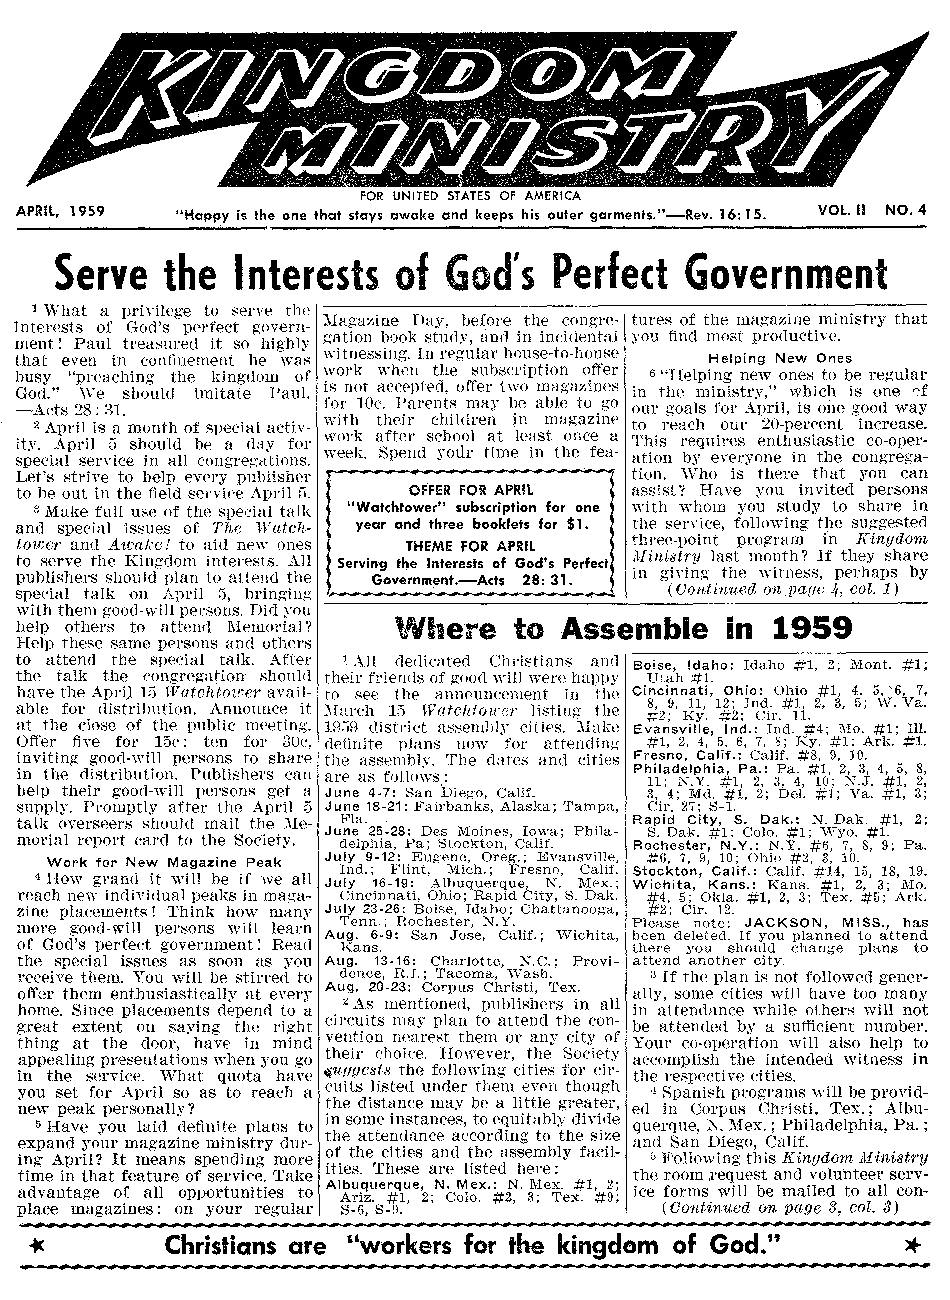 KINGDOM
MINISTRY
FOR UNITED STATES OF AMERICA
APRIL, 1959
"Happy is the one that stays awake and keeps his outer garments."—Rev. 16:15.
VOL. II NO. 4
Serve the Interests of God's Perfect Government
1 What a privilege to serve the
Interests of God's perfect govern-
ment! Paul treasured it so highly
that even in confinement he was
busy "preaching the kingdom of
God." We should imitate Paul.
—Acts 28:31.
2 April is a month of special activ-
ity. April 5 should be a day for
special service in all congregations.
Let's strive to help every publisher
to be out in the field service April 5.
3 Make full use of the special talk
and special issues of The Watch-
tower and Awake! to aid new ones
to serve the Kingdom interests. All
publishers should plan to attend the
special talk on April 5, bringing
with them good-will persons. Did you
help others to attend Memorial?
Help these same persons and others
to attend the special talk. After
the talk the congregation should
have the April 15 Watchtower avail-
able for distribution. Announce it
at the close of the public meeting.
Offer five for 15c; ten for 30c,
inviting good-will persons to share
in the distribution. Publishers can
help their good-will persons get a
supply. Promptly after the April 5
talk overseers should mail the Me-
morial report card to the Society.
Work for New Magazine Peak
4 How grand it will be if we all
reach new individual peaks in maga-
zine placements! Think how many
more good-will persons will learn
of God's perfect government! Read
the special issues as soon as you
receive them. You will be stirred to
offer them enthusiastically at every
home. Since placements depend to a
great extent on saying the right
thing at the door, have in mind
appealing presentations when you go
in the service. What quota have
you set for April so as to reach a
new peak personally?
5 Have you laid definite plans to
expand your magazine ministry dur-
ing April? It means spending more
time in that feature of service. Take
advantage of all opportunities to
place magazines: on your regular
Magazine Day, before the congre-
gation book study, and in incidental
witnessing. In regular house-to-house
work when the subscription offer
is not accepted, offer two magazines
for 10c. Parents may be able to go
with their children in magazine
work after school at least once a
week. Spend yodr time in the fea-
tures of the magazine ministry that
you find most productive.
Helping New Ones
6 "Helping new ones to be regular
in the ministry," which is one of
our goals for April, is one good way
to reach our 20-percent increase.
This requires enthusiastic co-oper-
ation by everyone in the congrega-
tion. Who is there that you can
assist? Have you invited persons
with whom you study to share in
the service, following the suggested
three-point program in Kingdom
Ministry last month? If they share
in giving the witness, perhaps by
(Continued on page 4, col. 1)
OFFER FOR APRIL
"Watchtower" subscription for one
year and three booklets for $1.
THEME FOR APRIL
Serving the Interests of God's Perfect
Government.—Acts 28:31.
Where to Assemble in 1959
1 All dedicated Christians and
their friends of good will were happy
to see the announcement in the
March 15 Watchtower listing the
1959 district assembly cities. Make
definite plans now for attending
the assembly. The dates and cities
are as follows:
June 4-7: San Diego, Calif.
June 18-21: Fairbanks, Alaska; Tampa,
Fla.
June 25-28: Des Moines, Iowa; Phila-
delphia, Pa; Stockton, Calif.
July 9-12: Eugene, Oreg.; Evansville,
Ind.; Flint, Mich.; Fresno, Calif.
July 16-19: Albuquerque, N. Mex.;
Cincinnati, Ohio; Rapid City, S. Dak.
July 23-26: Boise, Idaho; Chattanooga,
Tenn.; Rochester, N.Y.
Aug. 6-9: San Jose, Calif.; Wichita,
Kans.
Aug. 13-16: Charlotte, N.C.; Provi-
dence, R.I.; Tacoma, Wash.
Aug. 20-23: Corpus Christi, Tex.
2 As mentioned, publishers in all
circuits may plan to attend the con-
vention nearest them or any city of
their choice. However, the Society
suggests the following cities for cir-
cuits listed under them even though
the distance may be a little greater,
in some instances, to equitably divide
the attendance according to the size
of the cities and the assembly facil-
ities. These are listed here:
Albuquerque, N. Mex.: N. Mex. #1, 2;
Ariz. #1, 2; Colo. #2, 3; Tex. #9;
S-6, S-9.
Boise, Idaho: Idaho #1, 2; Mont. #1;
Utah #1.
Cincinnati, Ohio: Ohio #1, 4, 5, 6, 7,
8, 9, 11, 12; Ind. #1, 2, 3, 5; W. Va.
#2; Ky. #2; Cir. 11.
Evansville, Ind.: Ind. #4; Mo. #1; Ill.
#1, 2, 4, 5, 6, 7, 8; Ky. #1; Ark. #1.
Fresno, Calif.: Calif. #8, 9, 10.
Philadelphia, Pa.: Pa. #1, 2, 3, 4, 5, 8,
11; N.Y. #1, 2, 3, 4, 10; N.J. #1, 2,
3, 4; Md. #1, 2; Del. #1; Va. #1, 3;
Cir. 27; S-1.
Rapid City, S. Dak.: N. Dak. #1, 2;
S. Dak. #1; Colo. #1; Wyo. #1.
Rochester, N.Y.: N.Y. #6, 7, 8, 9; Pa.
#6, 7, 9, 10; Ohio #2, 3, 10.
Stockton, Calif.: Calif. #14, 15, 18, 19.
Wichita, Kans.: Kans. #1, 2, 3; Mo.
#4, 5; Okla. #1, 2, 3; Tex. #5; Ark.
#2; Cir. 12.
Please note: JACKSON, MISS., has
been deleted. If you planned to attend
there you should change plans to
attend another city.
3 If the plan is not followed gener-
ally, some cities will have too many
in attendance while others will not
be attended by a sufficient number.
Your co-operation will also help to
accomplish the intended witness in
the respective cities.
4 Spanish programs will be provid-
ed in Corpus Christi, Tex.; Albu-
querque, N. Mex.; Philadelphia, Pa.;
and San Diego, Calif.
5 Following this Kingdom Ministry
the room request and volunteer serv-
ice forms will be mailed to all con-
(Continued on page 3, col. 3)
★ Christians are "workers for the kingdom of God." ★